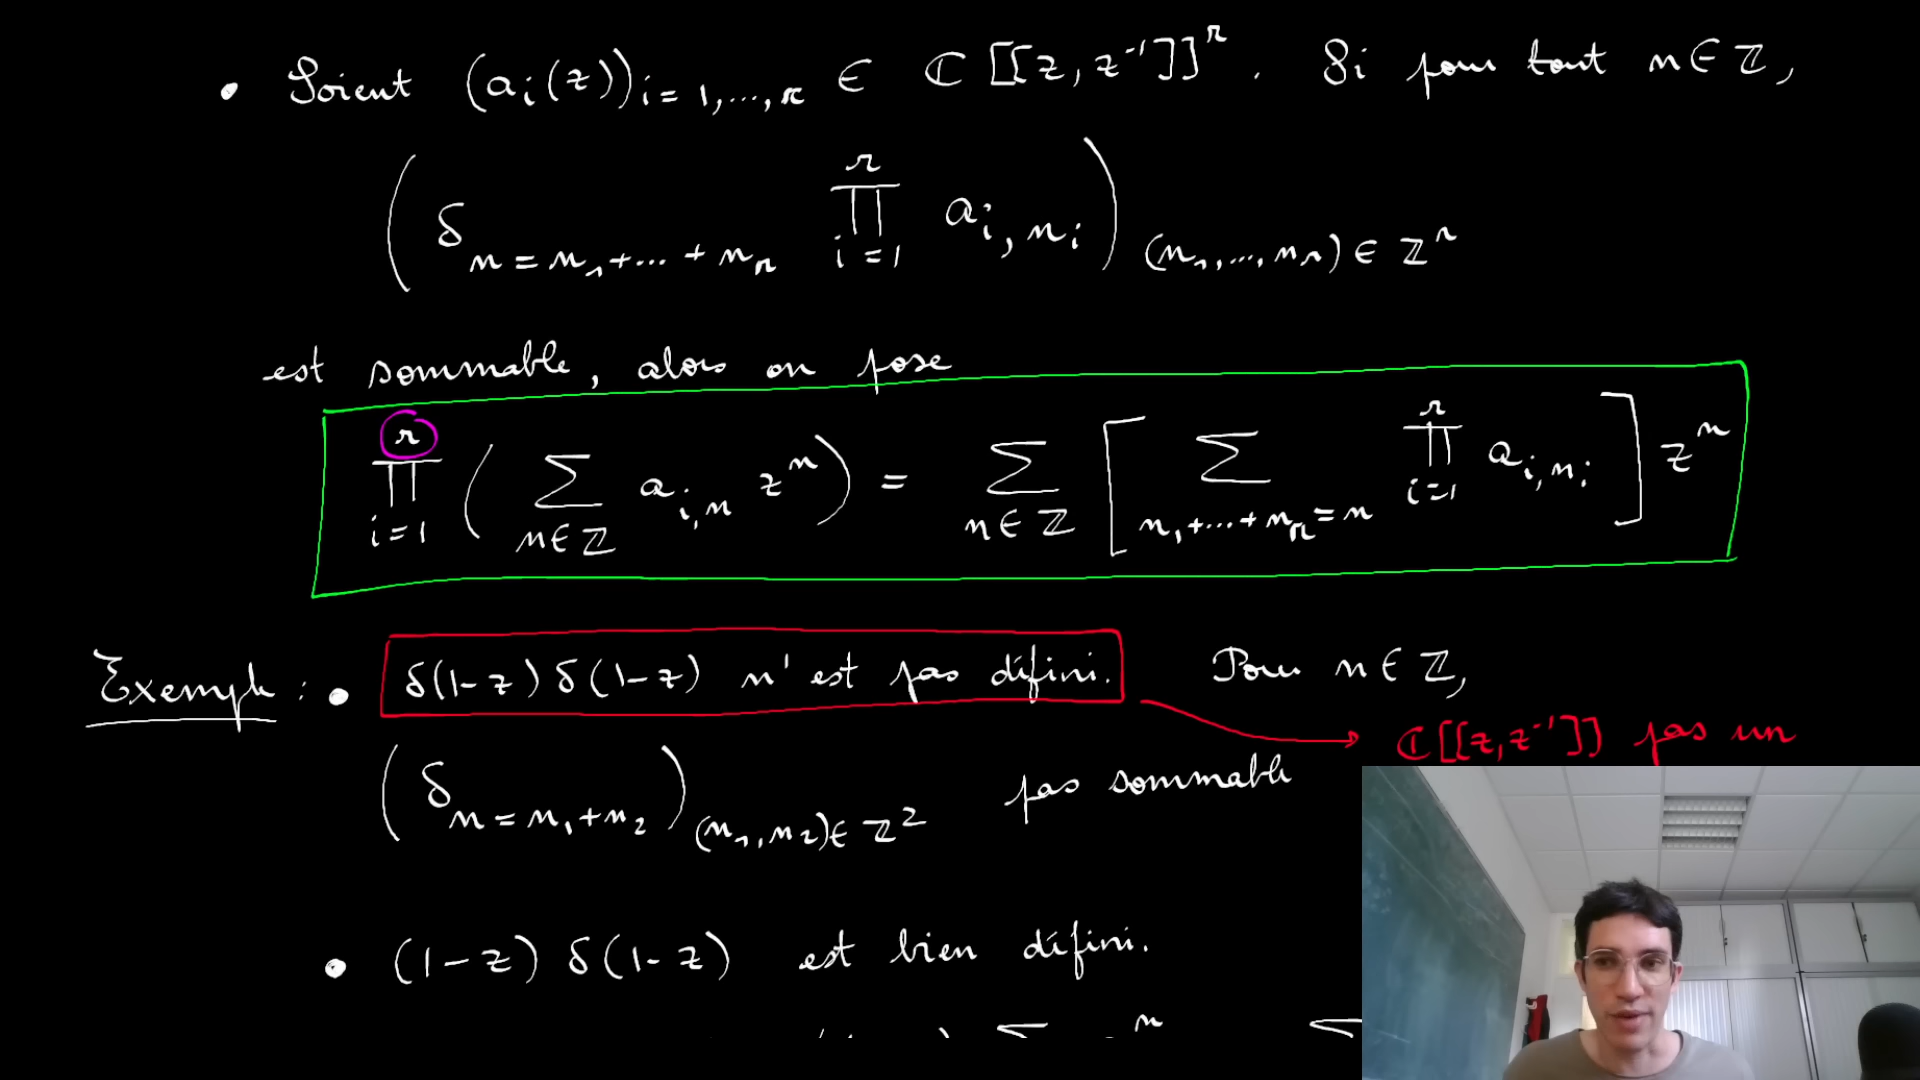 • Soient (a_i(z))_{i=1,...,r} ∈ ℂ[[z, z^{-1}]]^r. Si pour tout n ∈ ℤ,
( δ_{n=n_1+...+n_r} ∏_{i=1}^{r} a_{i,n_i} )_{(n_1,...,n_r) ∈ ℤ^r}
est sommable, alors on pose
∏_{i=1}^{r} ( ∑_{n∈ℤ} a_{i,n} z^n ) = ∑_{n∈ℤ} [ ∑_{n_1+...+n_r=n} ∏_{i=1}^{r} a_{i,n_i} ] z^n
Exemple : • δ(1-z) δ(1-z) n'est pas défini. Pour n ∈ ℤ,
→ ℂ[[z,z^{-1}]] pas un
( δ_{n=n_1+n_2} )_{(n_1,n_2)∈ℤ^2} pas sommable
• (1-z) δ(1-z) est bien défini.